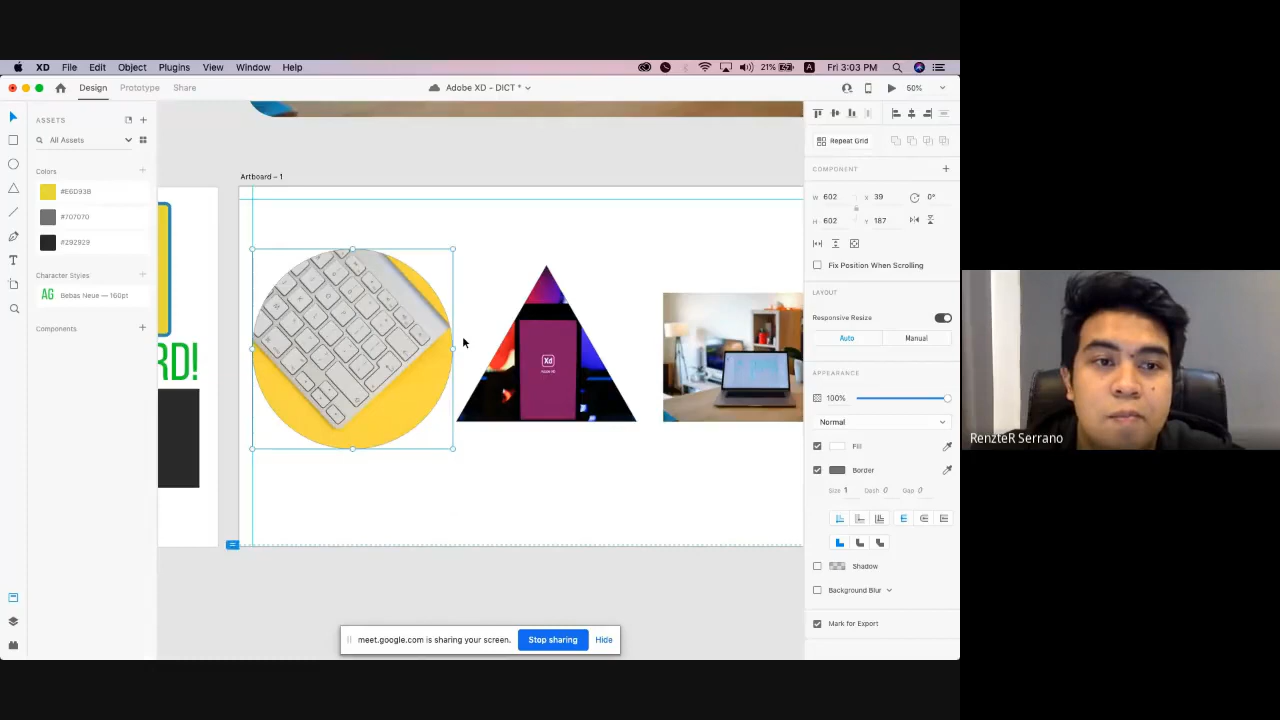 XD File Edit Object Plugins View Window Help
21% A Fri 3:03 PM
Design Prototype Share
Adobe XD - DICT *
50%
ASSETS
All Assets
Colors
#E6D93B
#707070
#292929
Character Styles
AG Bebas Neue — 160pt
Components
Artboard – 1
RD!
Xd
Adobe XD
Repeat Grid
COMPONENT
W 602 X 39 0°
H 602 Y 187
Fix Position When Scrolling
LAYOUT
Responsive Resize
Auto Manual
APPEARANCE
100%
Normal
Fill
Border
Size 1 Dash 0 Gap 0
Shadow
Background Blur
Mark for Export
meet.google.com is sharing your screen. Stop sharing Hide
RenzteR Serrano